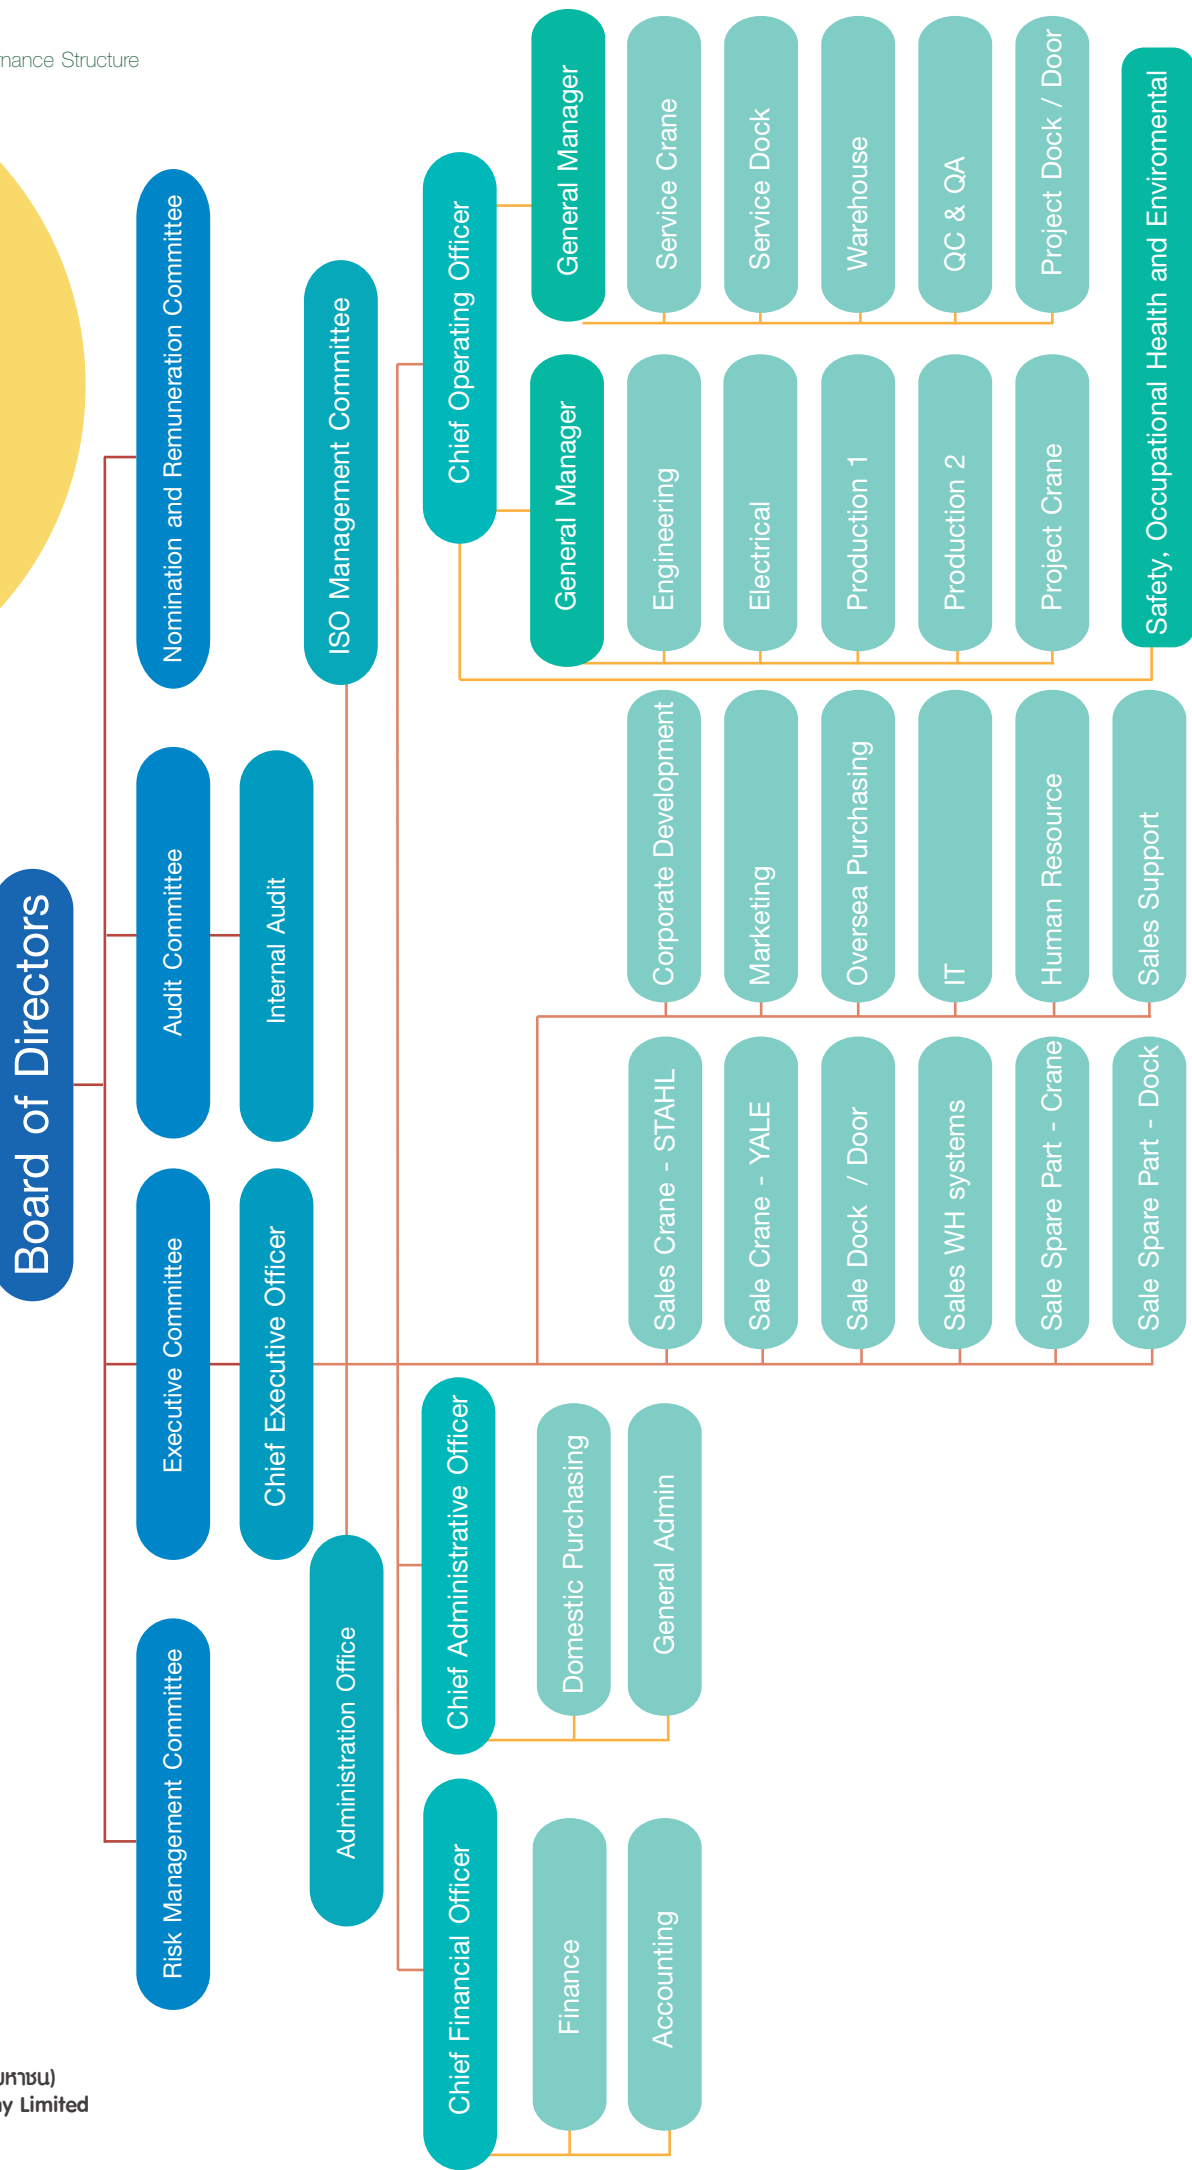 rnance Structure
Board of Directors
Risk Management Committee
Executive Committee
Audit Committee
Nomination and Remuneration Committee
Chief Executive Officer
Internal Audit
Administration Office
ISO Management Committee
Chief Financial Officer
Chief Administrative Officer
Chief Operating Officer
Finance
Accounting
Domestic Purchasing
General Admin
Sales Crane - STAHL
Sale Crane - YALE
Sale Dock / Door
Sales WH systems
Sale Spare Part - Crane
Sale Spare Part - Dock
Corporate Development
Marketing
Oversea Purchasing
IT
Human Resource
Sales Support
General Manager
Engineering
Electrical
Production 1
Production 2
Project Crane
General Manager
Service Crane
Service Dock
Warehouse
QC & QA
Project Dock / Door
Safety, Occupational Health and Enviromental
มหาชน)
ny Limited